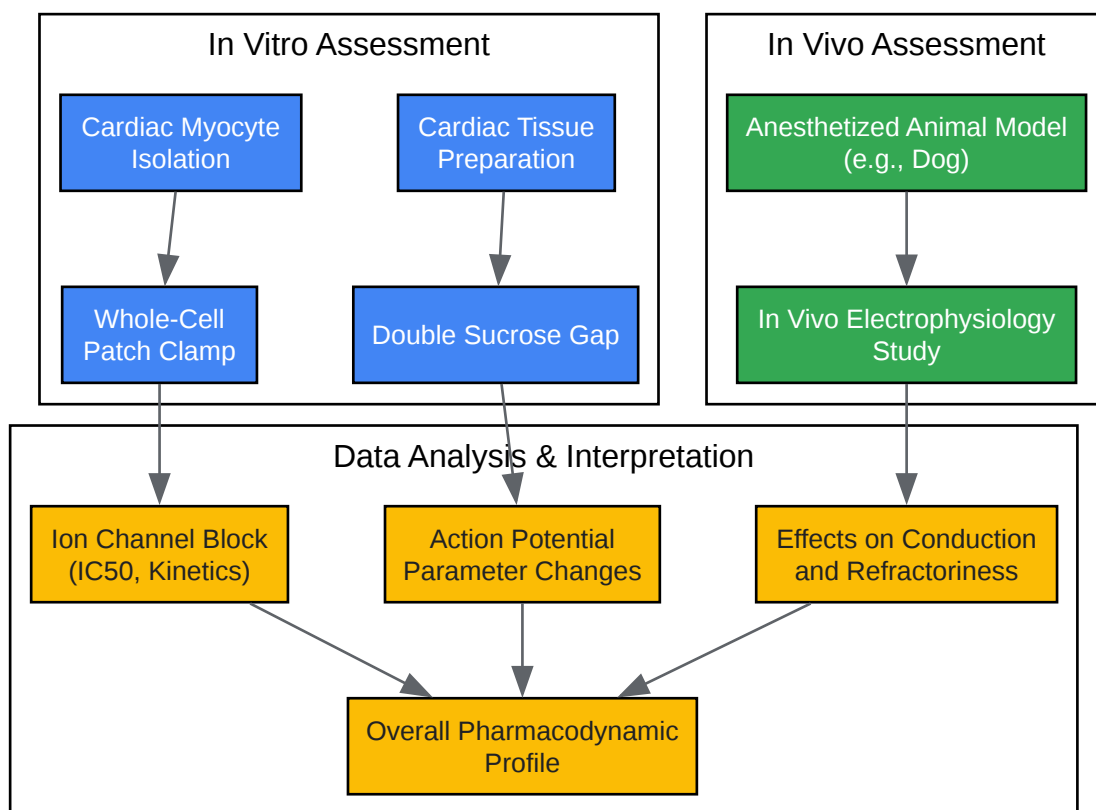 In Vitro Assessment
Cardiac Myocyte
Isolation
Cardiac Tissue
Preparation
Whole-Cell
Patch Clamp
Double Sucrose Gap
In Vivo Assessment
Anesthetized Animal Model
(e.g., Dog)
In Vivo Electrophysiology
Study
Data Analysis & Interpretation
Ion Channel Block
(IC50, Kinetics)
Action Potential
Parameter Changes
Effects on Conduction
and Refractoriness
Overall Pharmacodynamic
Profile